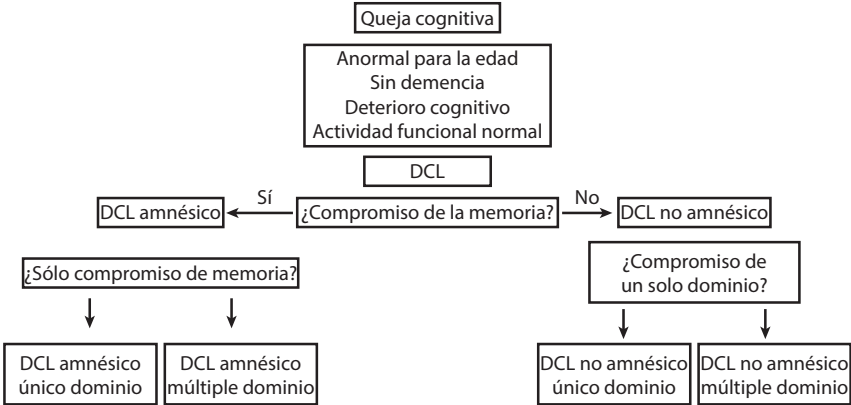 Queja cognitiva
Anormal para la edad
Sin demencia
Deterioro cognitivo
Actividad funcional normal
DCL
DCL amnésico
Sí
¿Compromiso de la memoria?
No
DCL no amnésico
¿Sólo compromiso de memoria?
¿Compromiso de
un solo dominio?
DCL amnésico
único dominio
DCL amnésico
múltiple dominio
DCL no amnésico
único dominio
DCL no amnésico
múltiple dominio